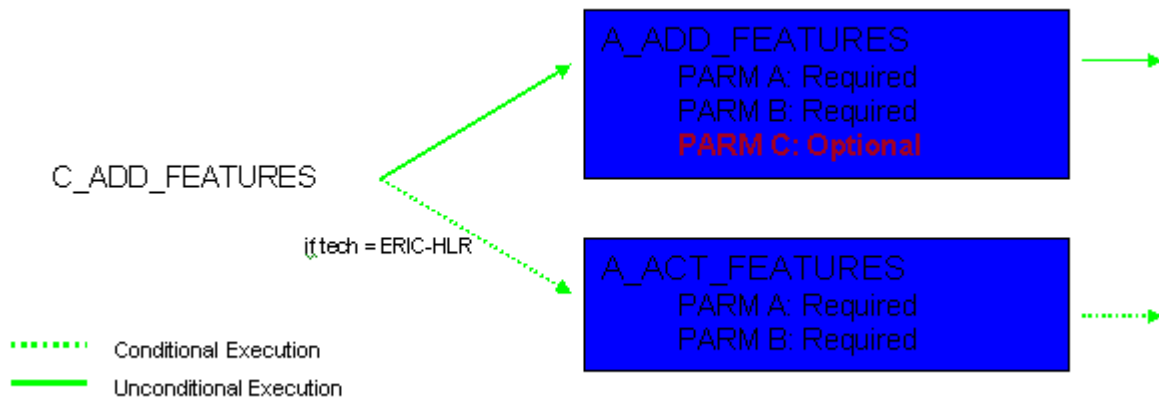 A_ADD_FEATURES
PARM A: Required
PARM B: Required
PARM C: Optional
C_ADD_FEATURES
if tech = ERIC-HLR
A_ACT_FEATURES
PARM A: Required
PARM B: Required
Conditional Execution
Unconditional Execution